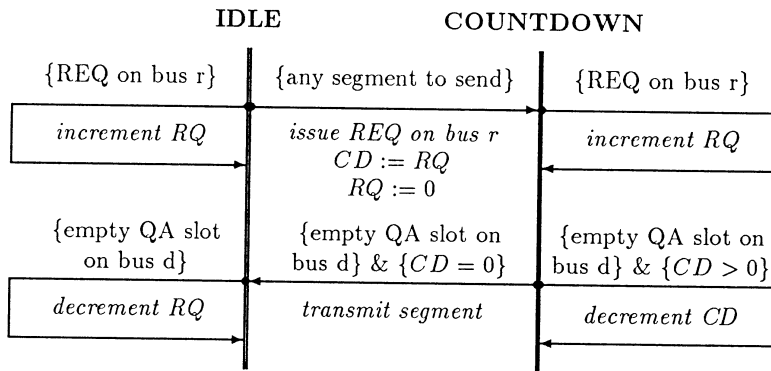 IDLE COUNTDOWN
{REQ on bus r} {any segment to send} {REQ on bus r}
increment RQ issue REQ on bus r increment RQ
CD := RQ
RQ := 0
{empty QA slot {empty QA slot on {empty QA slot on
on bus d} bus d} & {CD = 0} bus d} & {CD > 0}
decrement RQ transmit segment decrement CD